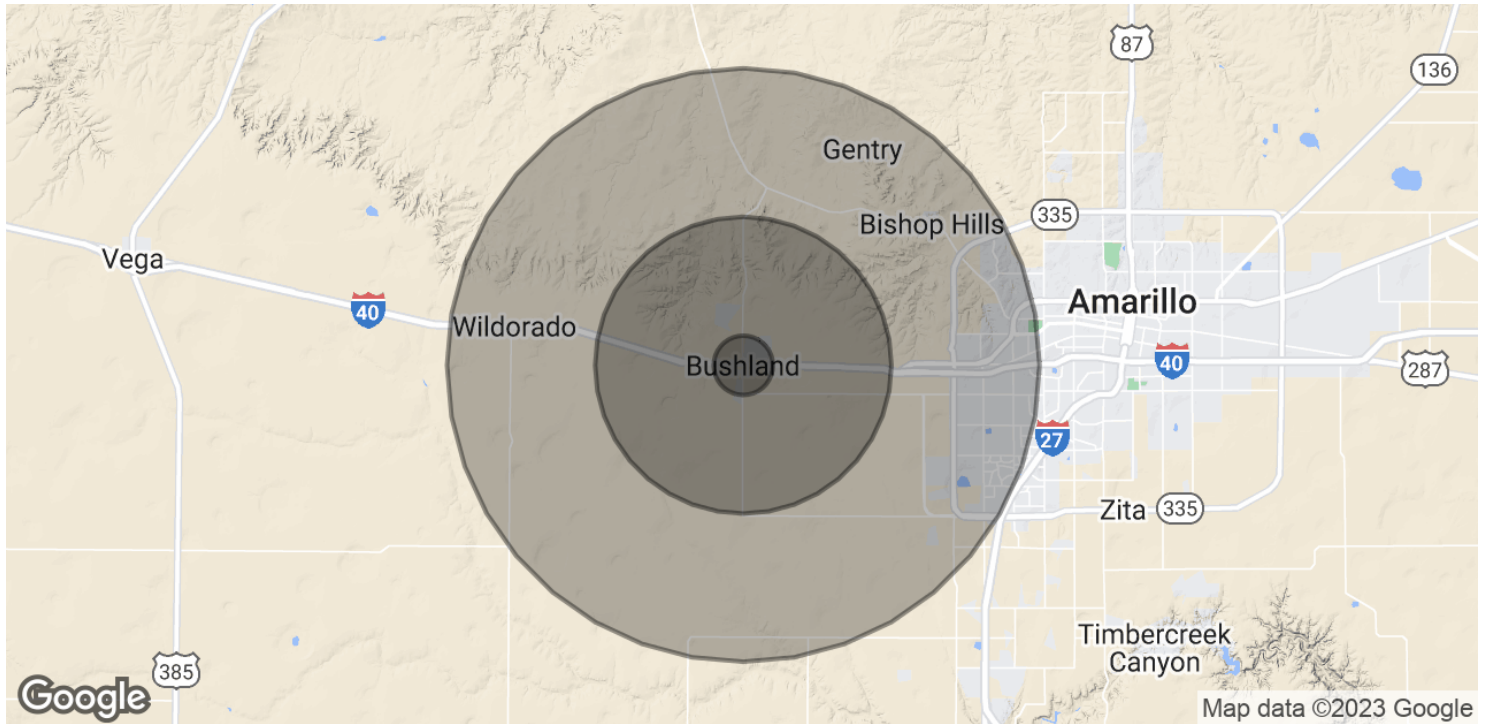 87
136
Gentry
335
Bishop Hills
Vega
40
Wildorado
Amarillo
Bushland
40
287
27
Zita
335
Timbercreek
Canyon
385
Google
Map data ©2023 Google